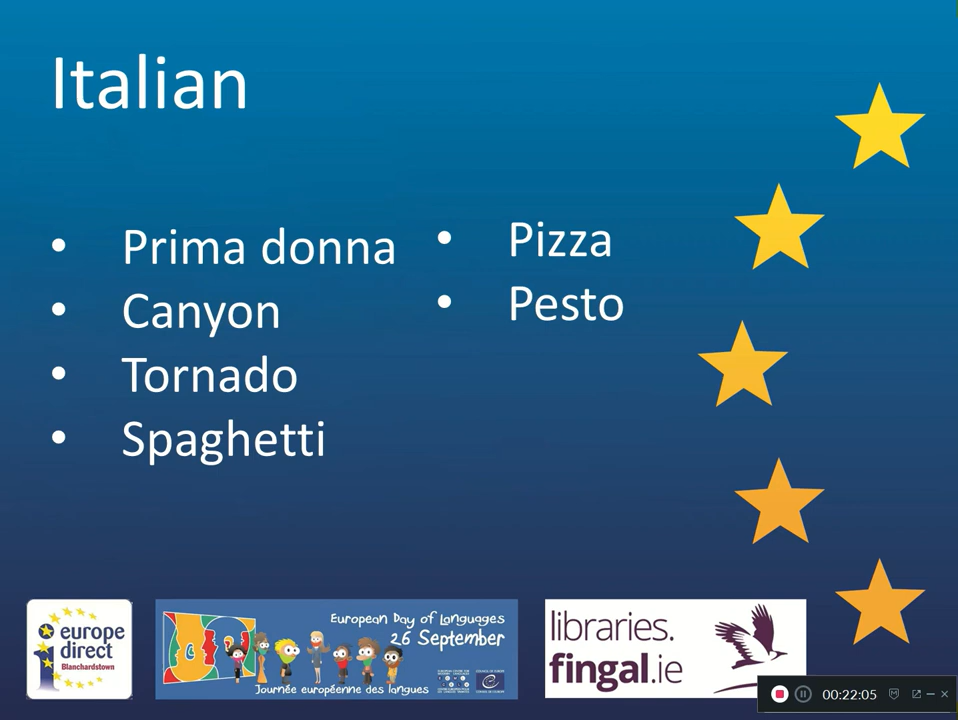 Italian
• Prima donna
• Canyon
• Tornado
• Spaghetti
• Pizza
• Pesto
europe
direct
Blanchardstown
European Day of Languages
26 September
Journée européenne des langues
libraries.
fingal.ie
00:22:05